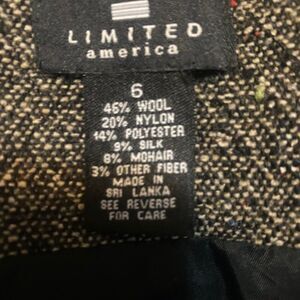 LIMITED
america
6
46% WOOL
20% NYLON
14% POLYESTER
9% SILK
8% MOHAIR
3% OTHER FIBER
MADE IN
SRI LANKA
SEE REVERSE
FOR CARE